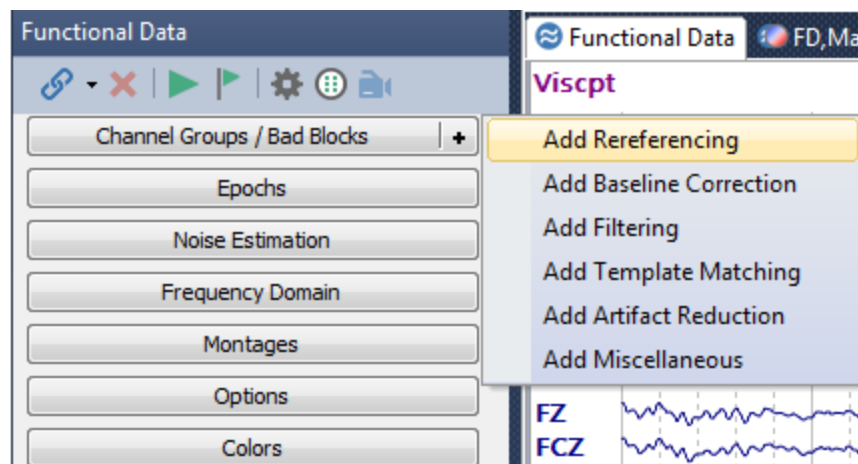 Functional Data
Functional Data
FD,Ma
Viscpt
Channel Groups / Bad Blocks +
Epochs
Noise Estimation
Frequency Domain
Montages
Options
Colors
Add Rereferencing
Add Baseline Correction
Add Filtering
Add Template Matching
Add Artifact Reduction
Add Miscellaneous
FZ
FCZ